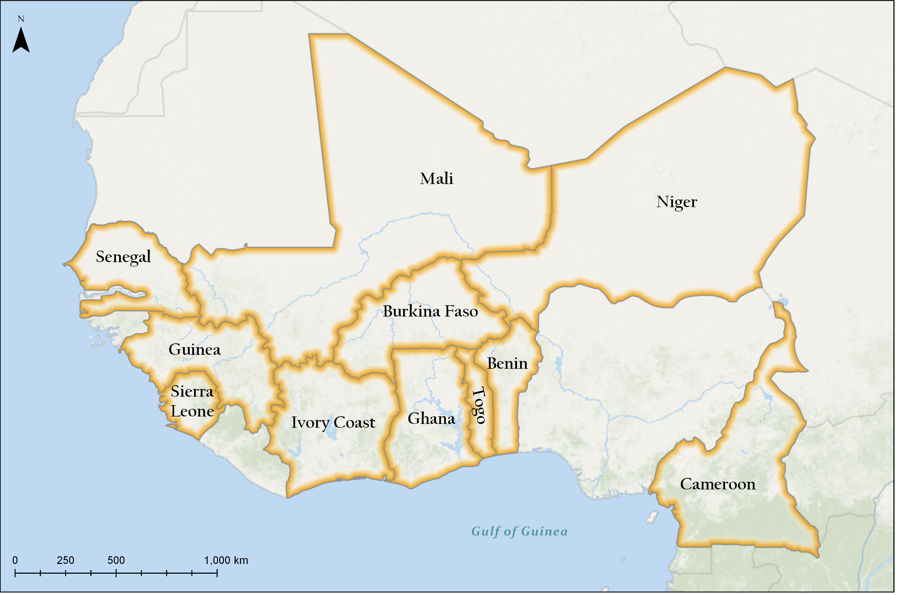 N
Mali
Niger
Senegal
Burkina Faso
Guinea
Benin
Sierra
Leone
Togo
Ivory Coast
Ghana
Cameroon
Gulf of Guinea
0 250 500 1,000 km